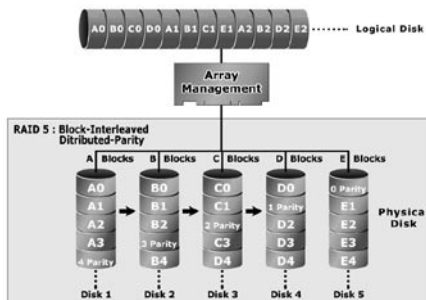 A0 B0 C0 D0 A1 B1 C1 E1 A2 B2 D2 E2
Logical Disk
Array
Management
RAID 5 : Block-Interleaved
Ditributed-Parity
A Blocks B Blocks C Blocks D Blocks E Blocks
A0 B0 C0 D0 0 Parity
A1 B1 C1 1 Parity E1
A2 B2 2 Parity D2 E2
A3 3 Parity C3 D3 E3
4 Parity B4 D4 D4 E4
Physical
Disk
Disk 1 Disk 2 Disk 3 Disk 4 Disk 5